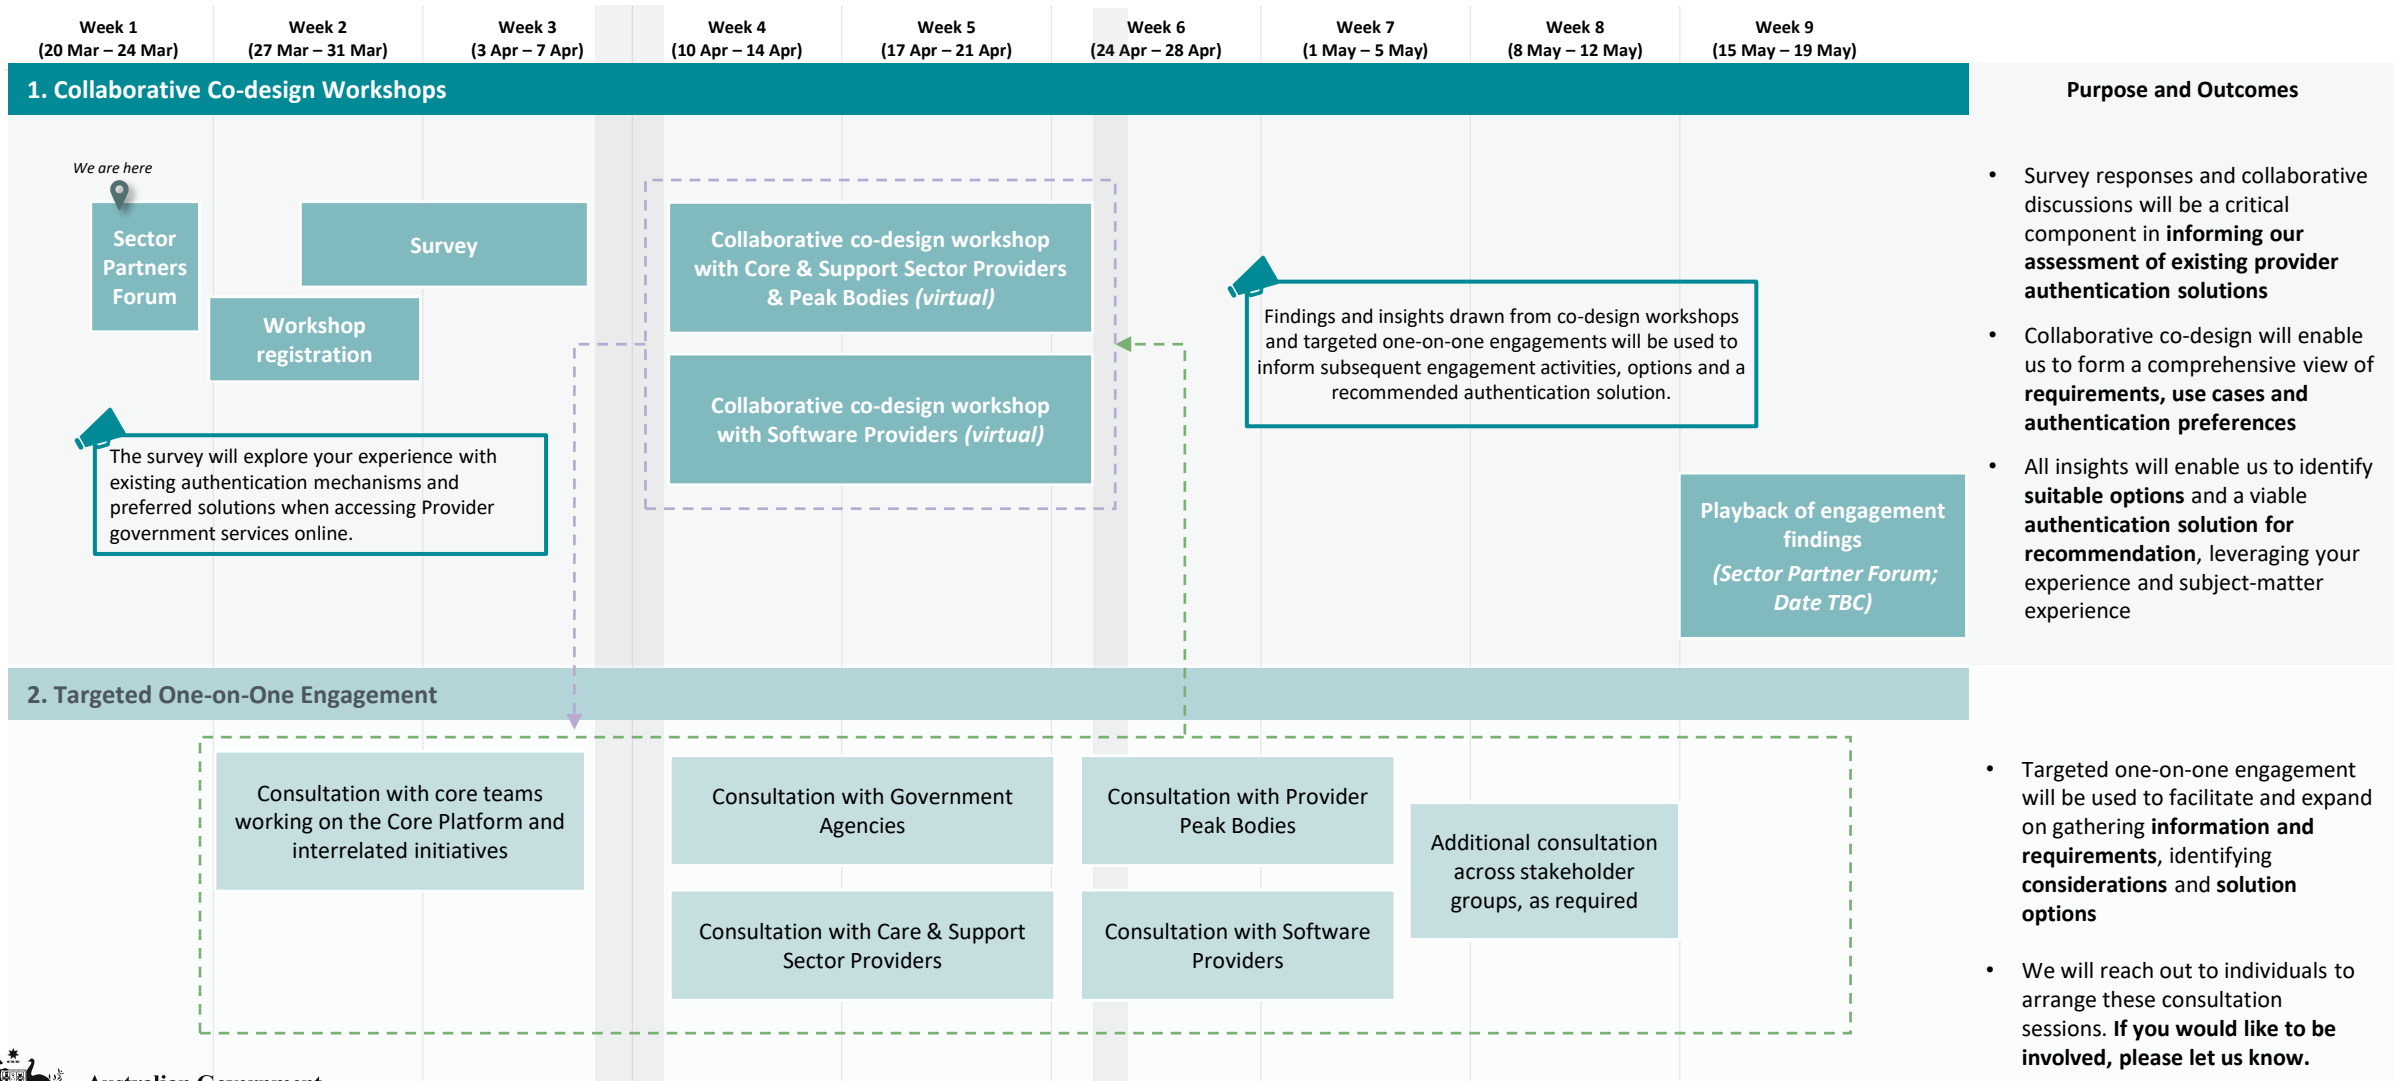 Week 1
(20 Mar – 24 Mar)
Week 2
(27 Mar – 31 Mar)
Week 3
(3 Apr – 7 Apr)
Week 4
(10 Apr – 14 Apr)
Week 5
(17 Apr – 21 Apr)
Week 6
(24 Apr – 28 Apr)
Week 7
(1 May – 5 May)
Week 8
(8 May – 12 May)
Week 9
(15 May – 19 May)
1. Collaborative Co-design Workshops
Purpose and Outcomes
We are here
Sector
Partners
Forum
Survey
Workshop
registration
The survey will explore your experience with
existing authentication mechanisms and
preferred solutions when accessing Provider
government services online.
Collaborative co-design workshop
with Core & Support Sector Providers
& Peak Bodies (virtual)
Collaborative co-design workshop
with Software Providers (virtual)
Findings and insights drawn from co-design workshops
and targeted one-on-one engagements will be used to
inform subsequent engagement activities, options and a
recommended authentication solution.
Playback of engagement
findings
(Sector Partner Forum;
Date TBC)
• Survey responses and collaborative
discussions will be a critical
component in informing our
assessment of existing provider
authentication solutions
• Collaborative co-design will enable
us to form a comprehensive view of
requirements, use cases and
authentication preferences
• All insights will enable us to identify
suitable options and a viable
authentication solution for
recommendation, leveraging your
experience and subject-matter
experience
2. Targeted One-on-One Engagement
Consultation with core teams
working on the Core Platform and
interrelated initiatives
Consultation with Government
Agencies
Consultation with Care & Support
Sector Providers
Consultation with Provider
Peak Bodies
Consultation with Software
Providers
Additional consultation
across stakeholder
groups, as required
• Targeted one-on-one engagement
will be used to facilitate and expand
on gathering information and
requirements, identifying
considerations and solution
options
• We will reach out to individuals to
arrange these consultation
sessions. If you would like to be
involved, please let us know.
Australian Government